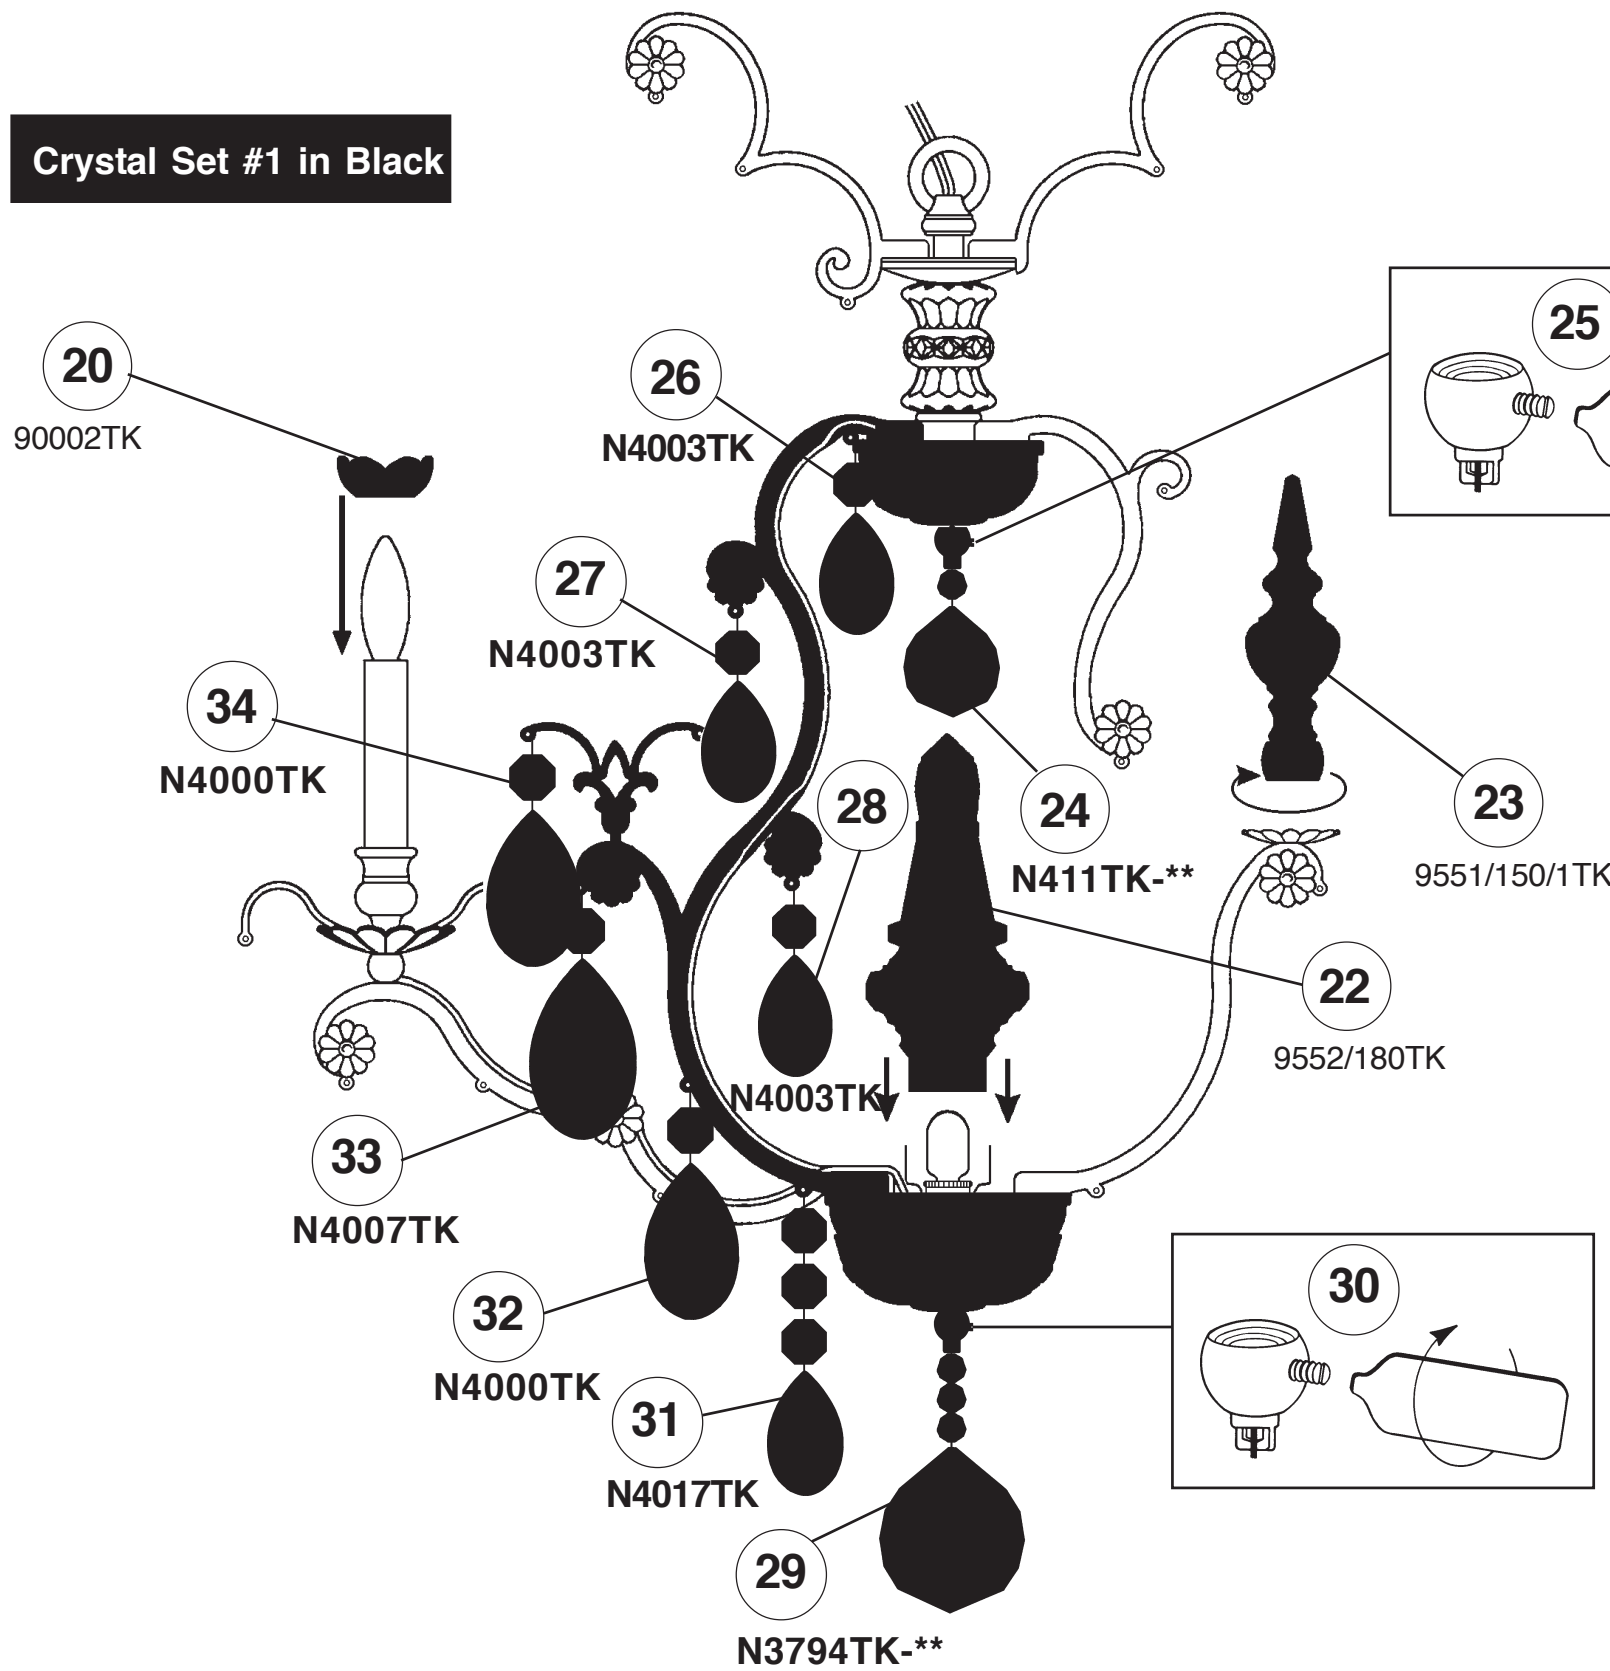 Crystal Set #1 in Black
25
20
90002TK
26
N4003TK
27
N4003TK
34
N4000TK
28
24
N411TK-**
23
9551/150/1TK
22
9552/180TK
N4003TK
33
N4007TK
30
32
N4000TK
31
N4017TK
29
N3794TK-**